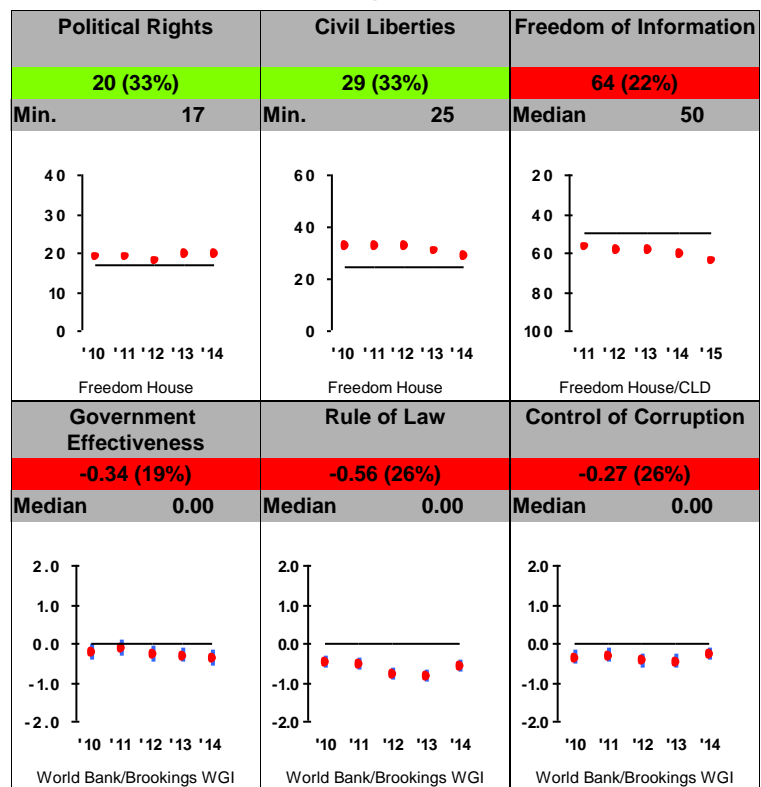 Political Rights
20 (33%)
Min. 17
40
30
20
10
0
'10 '11 '12 '13 '14
Freedom House
Civil Liberties
29 (33%)
Min. 25
60
40
20
0
'10 '11 '12 '13 '14
Freedom House
Freedom of Information
64 (22%)
Median 50
20
40
60
80
100
'11 '12 '13 '14 '15
Freedom House/CLD
Government
Effectiveness
-0.34 (19%)
Median 0.00
2.0
1.0
0.0
-1.0
-2.0
'10 '11 '12 '13 '14
World Bank/Brookings WGI
Rule of Law
-0.56 (26%)
Median 0.00
2.0
1.0
0.0
-1.0
-2.0
'10 '11 '12 '13 '14
World Bank/Brookings WGI
Control of Corruption
-0.27 (26%)
Median 0.00
2.0
1.0
0.0
-1.0
-2.0
'10 '11 '12 '13 '14
World Bank/Brookings WGI